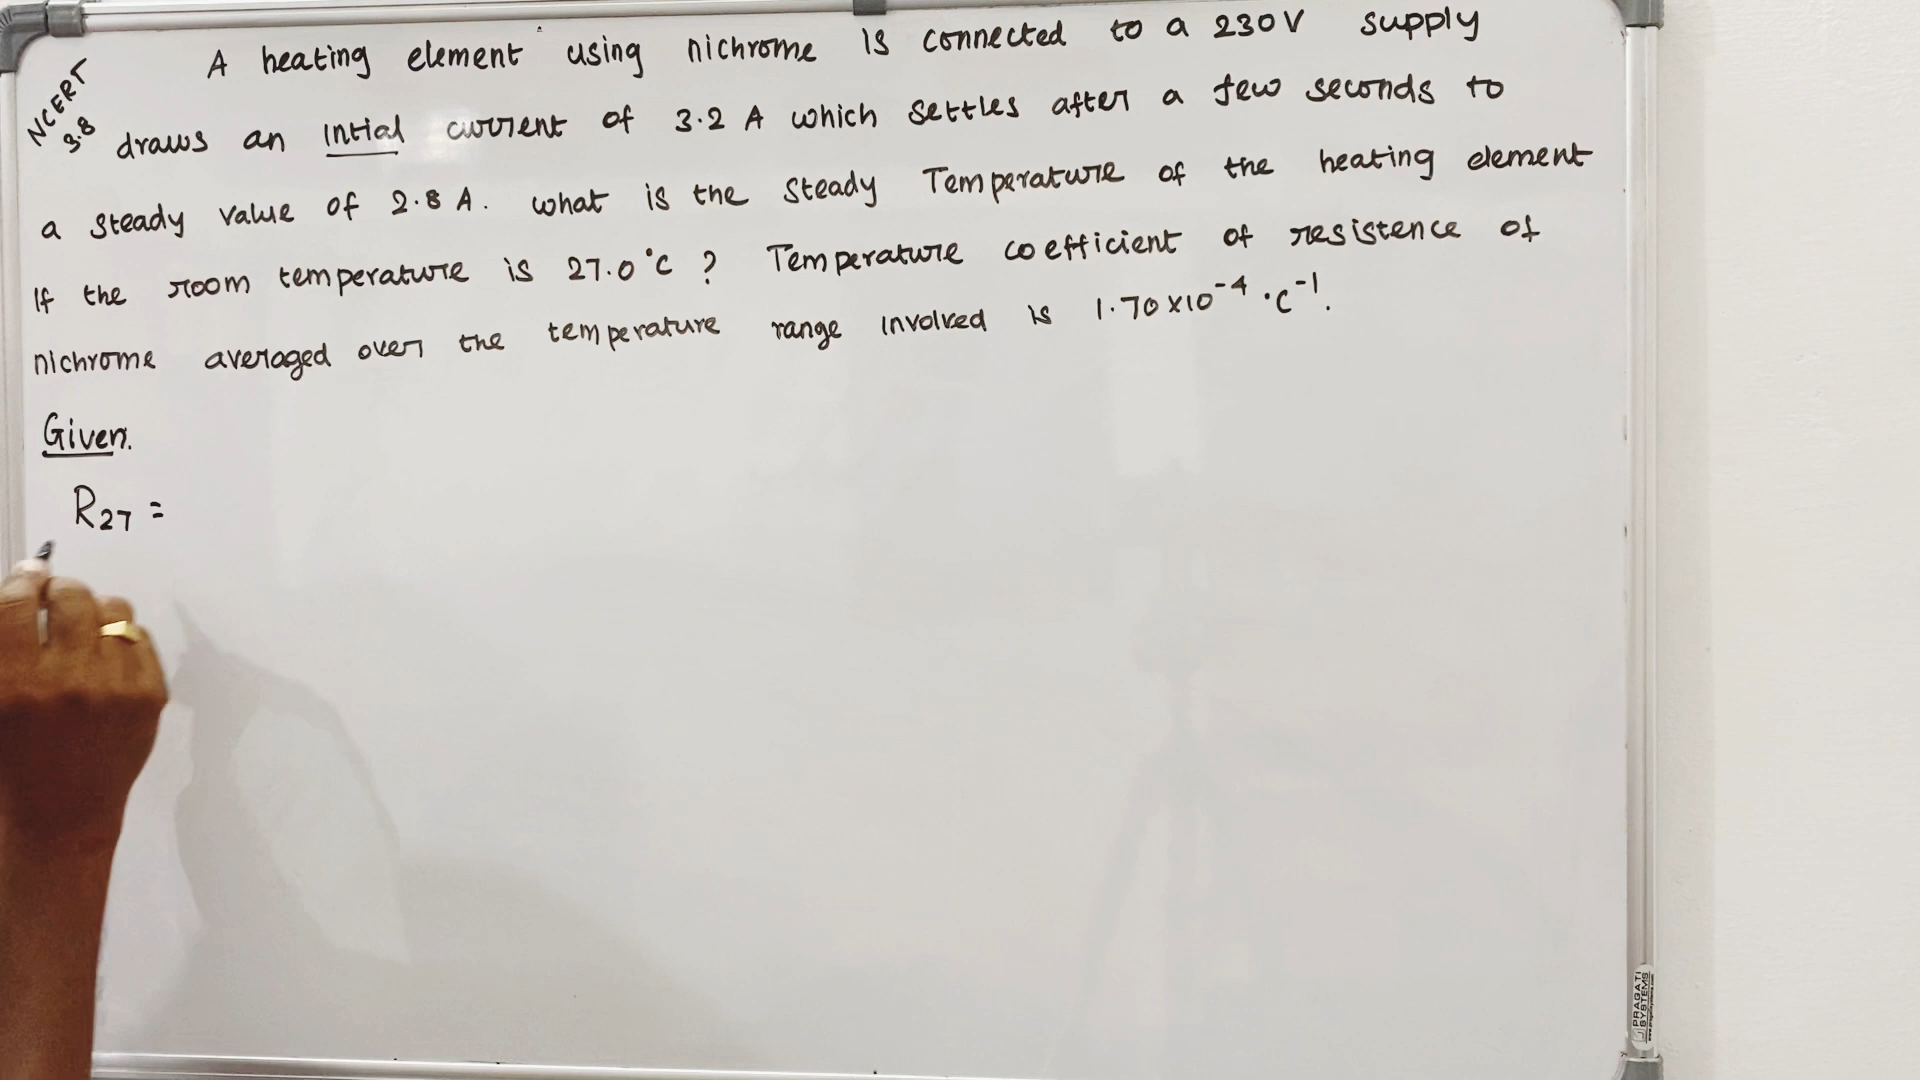 NCERT
3.8
A heating element using nichrome is connected to a 230V supply
draws an intial current of 3.2 A which settles after a few seconds to
a steady value of 2.8 A. what is the steady Temperature of the heating element
If the room temperature is 27.0°C ? Temperature coefficient of resistence of
nichrome averaged over the temperature range involved is 1.70×10⁻⁴ °C⁻¹.
Given.
R₂₇ =
PRAGATI
SYSTEMS